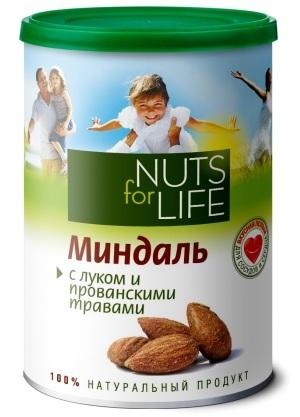 NUTS
for
LIFE
Миндаль
с луком и
прованскими
травами
100% НАТУРАЛЬНЫЙ ПРОДУКТ